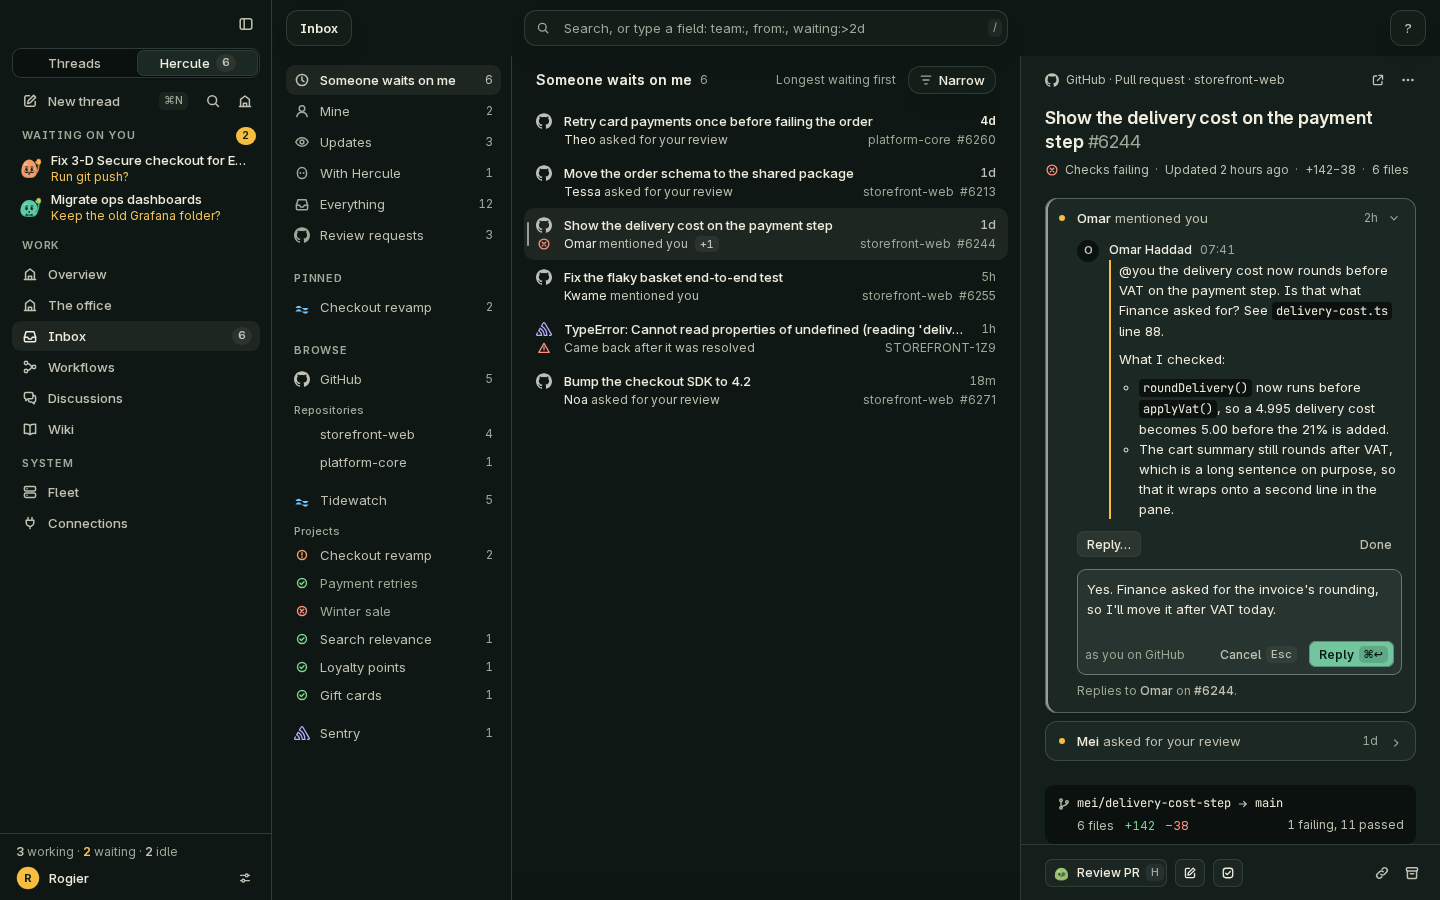 Threads
Hercule 6
New thread ⌘N
WAITING ON YOU 2
Fix 3-D Secure checkout for E…
Run git push?
Migrate ops dashboards
Keep the old Grafana folder?
WORK
Overview
The office
Inbox 6
Workflows
Discussions
Wiki
SYSTEM
Fleet
Connections
3 working · 2 waiting · 2 idle
R Rogier
Inbox
Search, or type a field: team:, from:, waiting:>2d /
?
Someone waits on me 6
Mine 2
Updates 3
With Hercule 1
Everything 12
Review requests 3
PINNED
Checkout revamp 2
BROWSE
GitHub 5
Repositories
storefront-web 4
platform-core 1
Tidewatch 5
Projects
Checkout revamp 2
Payment retries
Winter sale
Search relevance 1
Loyalty points 1
Gift cards 1
Sentry 1
Someone waits on me 6 Longest waiting first Narrow
Retry card payments once before failing the order 4d
Theo asked for your review platform-core #6260
Move the order schema to the shared package 1d
Tessa asked for your review storefront-web #6213
Show the delivery cost on the payment step 1d
Omar mentioned you +1 storefront-web #6244
Fix the flaky basket end-to-end test 5h
Kwame mentioned you storefront-web #6255
TypeError: Cannot read properties of undefined (reading 'deliv… 1h
Came back after it was resolved STOREFRONT-1Z9
Bump the checkout SDK to 4.2 18m
Noa asked for your review storefront-web #6271
GitHub · Pull request · storefront-web
Show the delivery cost on the payment
step #6244
Checks failing · Updated 2 hours ago · +142−38 · 6 files
Omar mentioned you 2h
O Omar Haddad 07:41
@you the delivery cost now rounds before
VAT on the payment step. Is that what
Finance asked for? See delivery-cost.ts
line 88.
What I checked:
roundDelivery() now runs before
applyVat(), so a 4.995 delivery cost
becomes 5.00 before the 21% is added.
The cart summary still rounds after VAT,
which is a long sentence on purpose, so
that it wraps onto a second line in the
pane.
Reply… Done
Yes. Finance asked for the invoice's rounding,
so I'll move it after VAT today.
as you on GitHub Cancel Esc Reply ⌘↩
Replies to Omar on #6244.
Mei asked for your review 1d
mei/delivery-cost-step → main
6 files +142 −38 1 failing, 11 passed
Review PR H